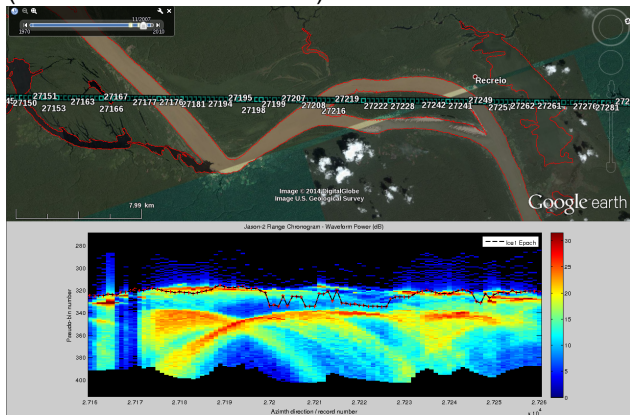 11/2007
1970 2010
Recreio
27151 27167 27195 27207 27219 27249
27150 27163 27177 27176 27181 27194 27199 27208 27222 27228 27242 27241 27257 27262 27261 27276 27281
27153 27166 27198 27216
Image © 2014 DigitalGlobe
Image U.S. Geological Survey
7.99 km
Google earth
Jason-2 Range Chronogram - Waveform Power (dB)
Ice1 Epoch
Pseudo-bin number
280
300
320
340
360
380
400
30
25
20
15
10
5
0
2.716 2.717 2.718 2.719 2.72 2.721 2.722 2.723 2.724 2.725 2.726
Azimth direction / record number